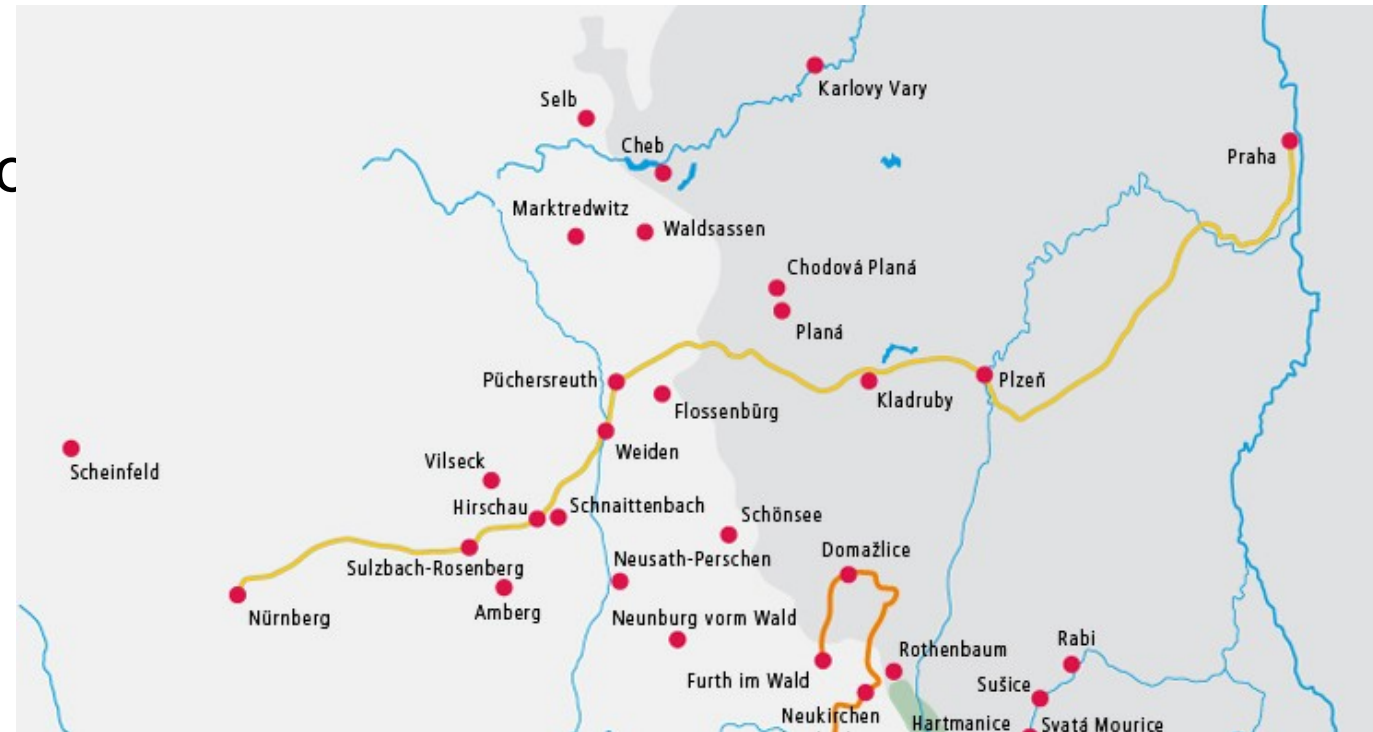 Karlovy Vary
Selb
Cheb
Praha
Marktredwitz
Waldsassen
Chodová Planá
Planá
Püchersreuth
Flossenbürg
Kladruby
Plzeň
Scheinfeld
Vilseck
Weiden
Hirschau
Schnaittenbach
Schönsee
Sulzbach-Rosenberg
Neusath-Perschen
Domažlice
Nürnberg
Amberg
Neunburg vorm Wald
Furth im Wald
Rothenbaum
Rabi
Sušice
Neukirchen
Hartmanice
Svatá Mourice